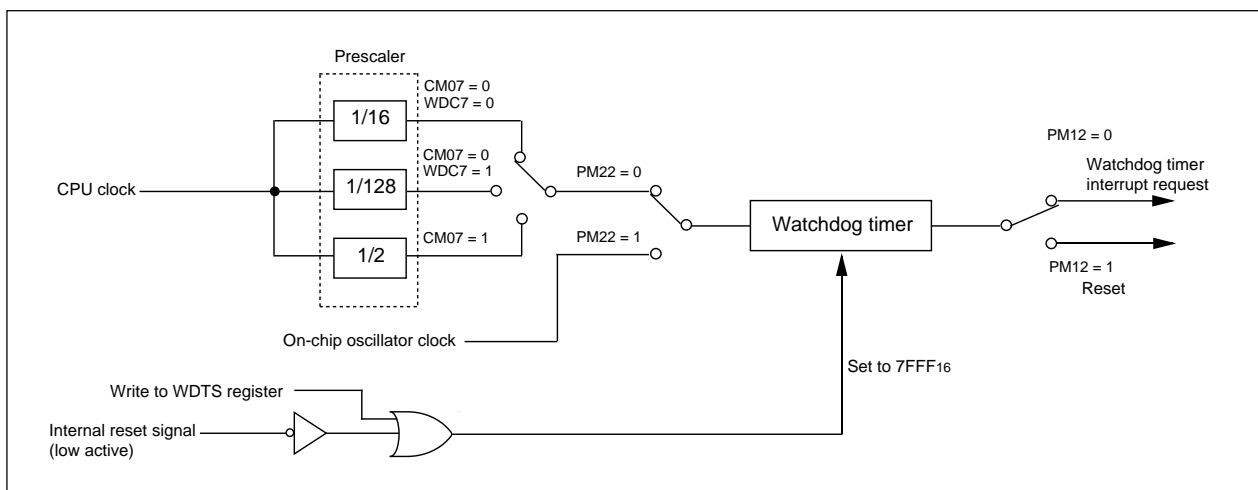 Prescaler
CM07 = 0
WDC7 = 0
1/16
PM12 = 0
CM07 = 0
WDC7 = 1
PM22 = 0
Watchdog timer
interrupt request
CPU clock
1/128
Watchdog timer
CM07 = 1
PM22 = 1
1/2
PM12 = 1
Reset
On-chip oscillator clock
Set to 7FFF16
Write to WDTS register
Internal reset signal
(low active)